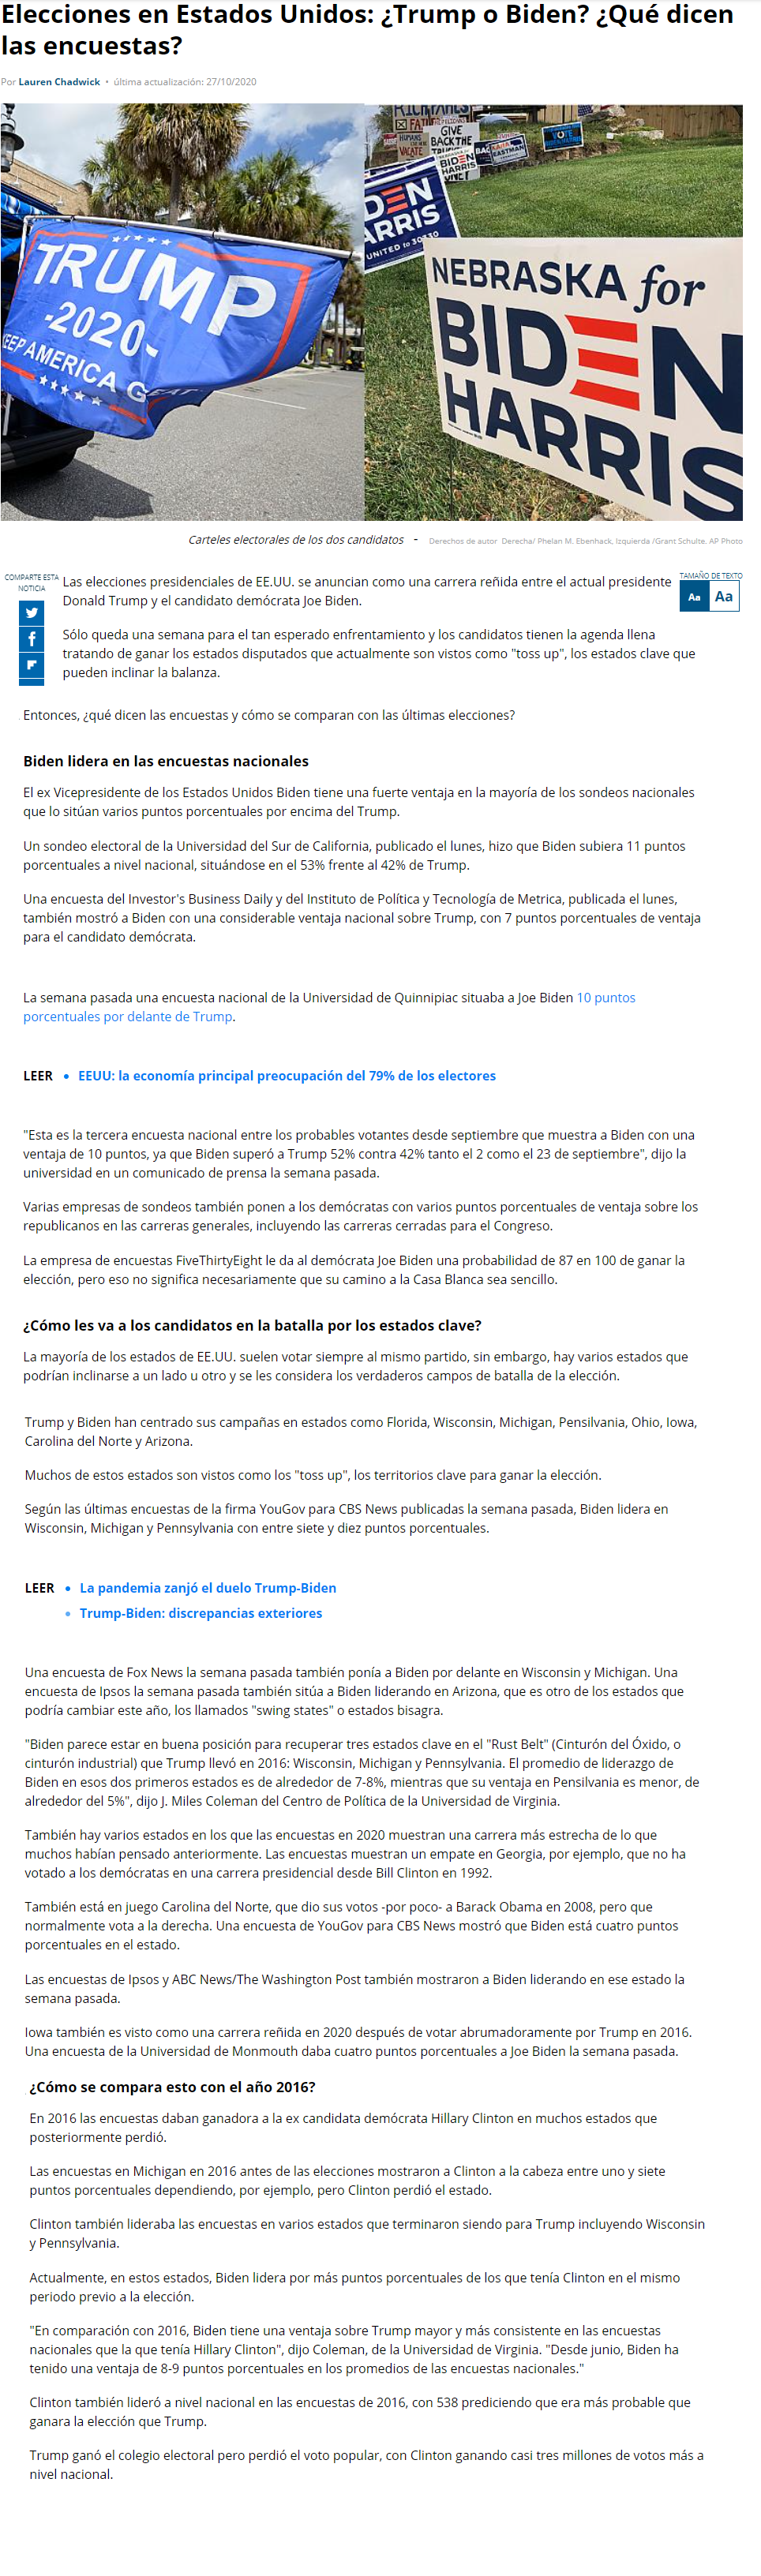 Elecciones en Estados Unidos: ¿Trump o Biden? ¿Qué dicen
las encuestas?
Por Lauren Chadwick • última actualización: 27/10/2020
TRUMP
-2020-
KEEP AMERICA GREAT
FATE
HUMANS
VACATE
GIVE
BACK THE
BIDEN
HARRIS
EASTMAN
VOTE
DEN
ARRIS
UNITED to 30330
NEBRASKA for
BIDEN
HARRIS
Carteles electorales de los dos candidatos - Derechos de autor Derecha/ Phelan M. Ebenhack, Izquierda /Grant Schulte. AP Photo
COMPARTE ESTA
NOTICIA
TAMAÑO DE TEXTO
Aa Aa
Las elecciones presidenciales de EE.UU. se anuncian como una carrera reñida entre el actual presidente
Donald Trump y el candidato demócrata Joe Biden.
Sólo queda una semana para el tan esperado enfrentamiento y los candidatos tienen la agenda llena
tratando de ganar los estados disputados que actualmente son vistos como "toss up", los estados clave que
pueden inclinar la balanza.
Entonces, ¿qué dicen las encuestas y cómo se comparan con las últimas elecciones?
Biden lidera en las encuestas nacionales
El ex Vicepresidente de los Estados Unidos Biden tiene una fuerte ventaja en la mayoría de los sondeos nacionales
que lo sitúan varios puntos porcentuales por encima del Trump.
Un sondeo electoral de la Universidad del Sur de California, publicado el lunes, hizo que Biden subiera 11 puntos
porcentuales a nivel nacional, situándose en el 53% frente al 42% de Trump.
Una encuesta del Investor's Business Daily y del Instituto de Política y Tecnología de Metrica, publicada el lunes,
también mostró a Biden con una considerable ventaja nacional sobre Trump, con 7 puntos porcentuales de ventaja
para el candidato demócrata.
La semana pasada una encuesta nacional de la Universidad de Quinnipiac situaba a Joe Biden 10 puntos
porcentuales por delante de Trump.
LEER • EEUU: la economía principal preocupación del 79% de los electores
"Esta es la tercera encuesta nacional entre los probables votantes desde septiembre que muestra a Biden con una
ventaja de 10 puntos, ya que Biden superó a Trump 52% contra 42% tanto el 2 como el 23 de septiembre", dijo la
universidad en un comunicado de prensa la semana pasada.
Varias empresas de sondeos también ponen a los demócratas con varios puntos porcentuales de ventaja sobre los
republicanos en las carreras generales, incluyendo las carreras cerradas para el Congreso.
La empresa de encuestas FiveThirtyEight le da al demócrata Joe Biden una probabilidad de 87 en 100 de ganar la
elección, pero eso no significa necesariamente que su camino a la Casa Blanca sea sencillo.
¿Cómo les va a los candidatos en la batalla por los estados clave?
La mayoría de los estados de EE.UU. suelen votar siempre al mismo partido, sin embargo, hay varios estados que
podrían inclinarse a un lado u otro y se les considera los verdaderos campos de batalla de la elección.
Trump y Biden han centrado sus campañas en estados como Florida, Wisconsin, Michigan, Pensilvania, Ohio, Iowa,
Carolina del Norte y Arizona.
Muchos de estos estados son vistos como los "toss up", los territorios clave para ganar la elección.
Según las últimas encuestas de la firma YouGov para CBS News publicadas la semana pasada, Biden lidera en
Wisconsin, Michigan y Pennsylvania con entre siete y diez puntos porcentuales.
LEER • La pandemia zanjó el duelo Trump-Biden
• Trump-Biden: discrepancias exteriores
Una encuesta de Fox News la semana pasada también ponía a Biden por delante en Wisconsin y Michigan. Una
encuesta de Ipsos la semana pasada también sitúa a Biden liderando en Arizona, que es otro de los estados que
podría cambiar este año, los llamados "swing states" o estados bisagra.
"Biden parece estar en buena posición para recuperar tres estados clave en el "Rust Belt" (Cinturón del Óxido, o
cinturón industrial) que Trump llevó en 2016: Wisconsin, Michigan y Pennsylvania. El promedio de liderazgo de
Biden en esos dos primeros estados es de alrededor de 7-8%, mientras que su ventaja en Pensilvania es menor, de
alrededor del 5%", dijo J. Miles Coleman del Centro de Política de la Universidad de Virginia.
También hay varios estados en los que las encuestas en 2020 muestran una carrera más estrecha de lo que
muchos habían pensado anteriormente. Las encuestas muestran un empate en Georgia, por ejemplo, que no ha
votado a los demócratas en una carrera presidencial desde Bill Clinton en 1992.
También está en juego Carolina del Norte, que dio sus votos -por poco- a Barack Obama en 2008, pero que
normalmente vota a la derecha. Una encuesta de YouGov para CBS News mostró que Biden está cuatro puntos
porcentuales en el estado.
Las encuestas de Ipsos y ABC News/The Washington Post también mostraron a Biden liderando en ese estado la
semana pasada.
Iowa también es visto como una carrera reñida en 2020 después de votar abrumadoramente por Trump en 2016.
Una encuesta de la Universidad de Monmouth daba cuatro puntos porcentuales a Joe Biden la semana pasada.
¿Cómo se compara esto con el año 2016?
En 2016 las encuestas daban ganadora a la ex candidata demócrata Hillary Clinton en muchos estados que
posteriormente perdió.
Las encuestas en Michigan en 2016 antes de las elecciones mostraron a Clinton a la cabeza entre uno y siete
puntos porcentuales dependiendo, por ejemplo, pero Clinton perdió el estado.
Clinton también lideraba las encuestas en varios estados que terminaron siendo para Trump incluyendo Wisconsin
y Pennsylvania.
Actualmente, en estos estados, Biden lidera por más puntos porcentuales de los que tenía Clinton en el mismo
periodo previo a la elección.
"En comparación con 2016, Biden tiene una ventaja sobre Trump mayor y más consistente en las encuestas
nacionales que la que tenía Hillary Clinton", dijo Coleman, de la Universidad de Virginia. "Desde junio, Biden ha
tenido una ventaja de 8-9 puntos porcentuales en los promedios de las encuestas nacionales."
Clinton también lideró a nivel nacional en las encuestas de 2016, con 538 prediciendo que era más probable que
ganara la elección que Trump.
Trump ganó el colegio electoral pero perdió el voto popular, con Clinton ganando casi tres millones de votos más a
nivel nacional.